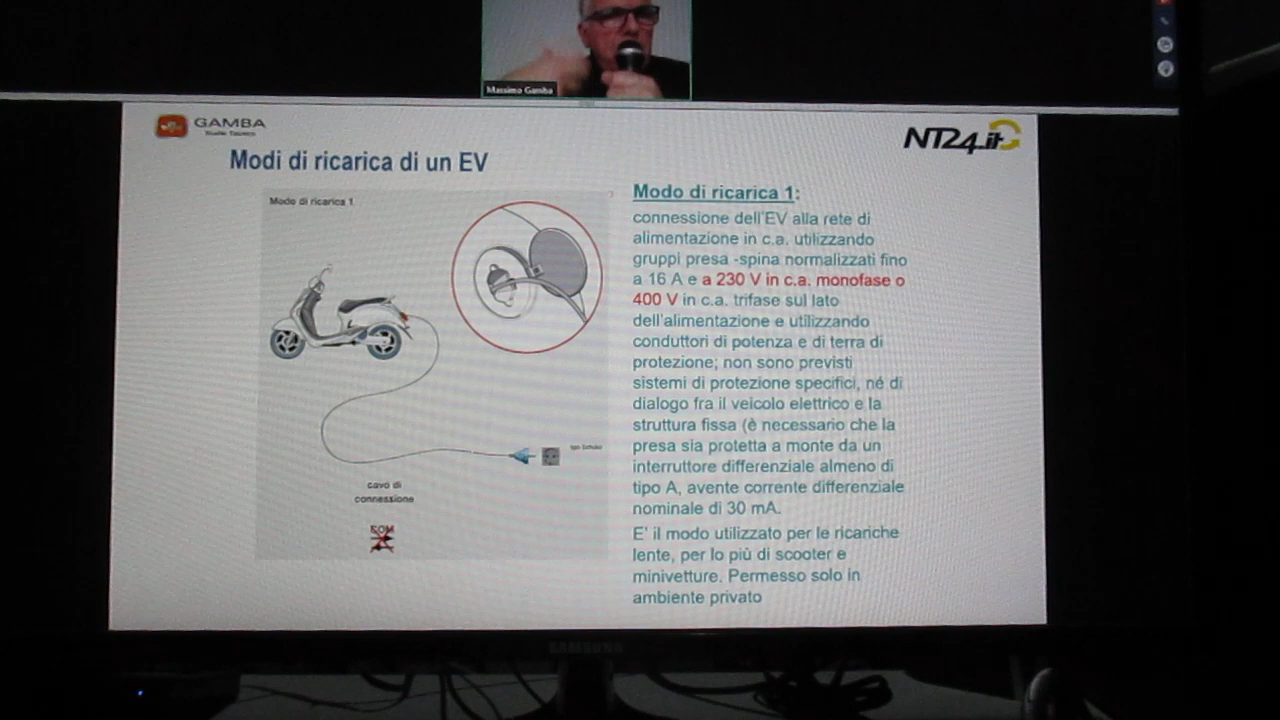 Massimo Gamba
GAMBA
Studio Tecnico
NT24.it
Modi di ricarica di un EV
Modo di ricarica 1
tipo Schuko
cavo di
connessione
COM
Modo di ricarica 1:
connessione dell'EV alla rete di
alimentazione in c.a. utilizzando
gruppi presa -spina normalizzati fino
a 16 A e a 230 V in c.a. monofase o
400 V in c.a. trifase sul lato
dell'alimentazione e utilizzando
conduttori di potenza e di terra di
protezione; non sono previsti
sistemi di protezione specifici, né di
dialogo fra il veicolo elettrico e la
struttura fissa (è necessario che la
presa sia protetta a monte da un
interruttore differenziale almeno di
tipo A, avente corrente differenziale
nominale di 30 mA.
E' il modo utilizzato per le ricariche
lente, per lo più di scooter e
minivetture. Permesso solo in
ambiente privato
SAMSUNG